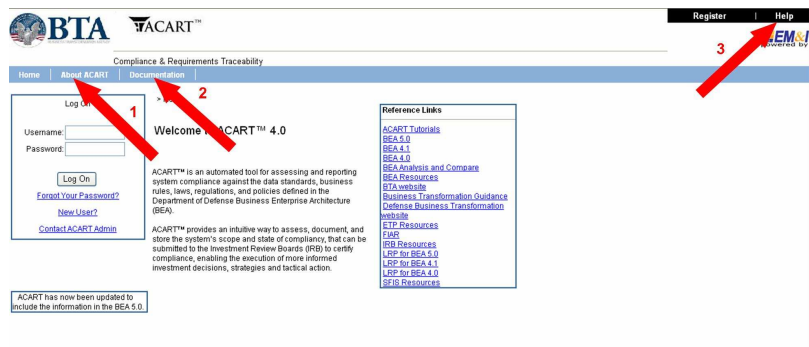 BTA
ACART™
Register | Help
EM&I
Powered by
3
Compliance & Requirements Traceability
Home | About ACART | Documentation
1
2
Log On
Username:
Password:
Log On
Forgot Your Password?
New User?
Contact ACART Admin
ACART has now been updated to
include the information in the BEA 5.0.
>
Welcome ACART™ 4.0
ACART™ is an automated tool for assessing and reporting
system compliance against the data standards, business
rules, laws, regulations, and policies defined in the
Department of Defense Business Enterprise Architecture
(BEA).
ACART™ provides an intuitive way to assess, document, and
store the system's scope and state of compliancy, that can be
submitted to the Investment Review Boards (IRB) to certify
compliance, enabling the execution of more informed
investment decisions, strategies and tactical action.
Reference Links
ACART Tutorials
BEA 5.0
BEA 4.1
BEA 4.0
BEA Analysis and Compare
BEA Resources
BTA website
Business Transformation Guidance
Defense Business Transformation
website
ETP Resources
FIAR
IRB Resources
LRP for BEA 5.0
LRP for BEA 4.1
LRP for BEA 4.0
SFIS Resources